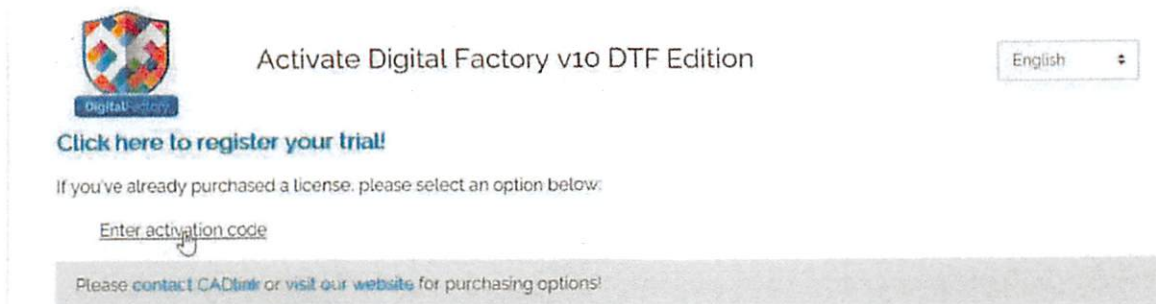 Activate Digital Factory v10 DTF Edition
English
DigitalFactory
Click here to register your trial!
If you've already purchased a license, please select an option below:
Enter activation code
Please contact CADlink or visit our website for purchasing options!